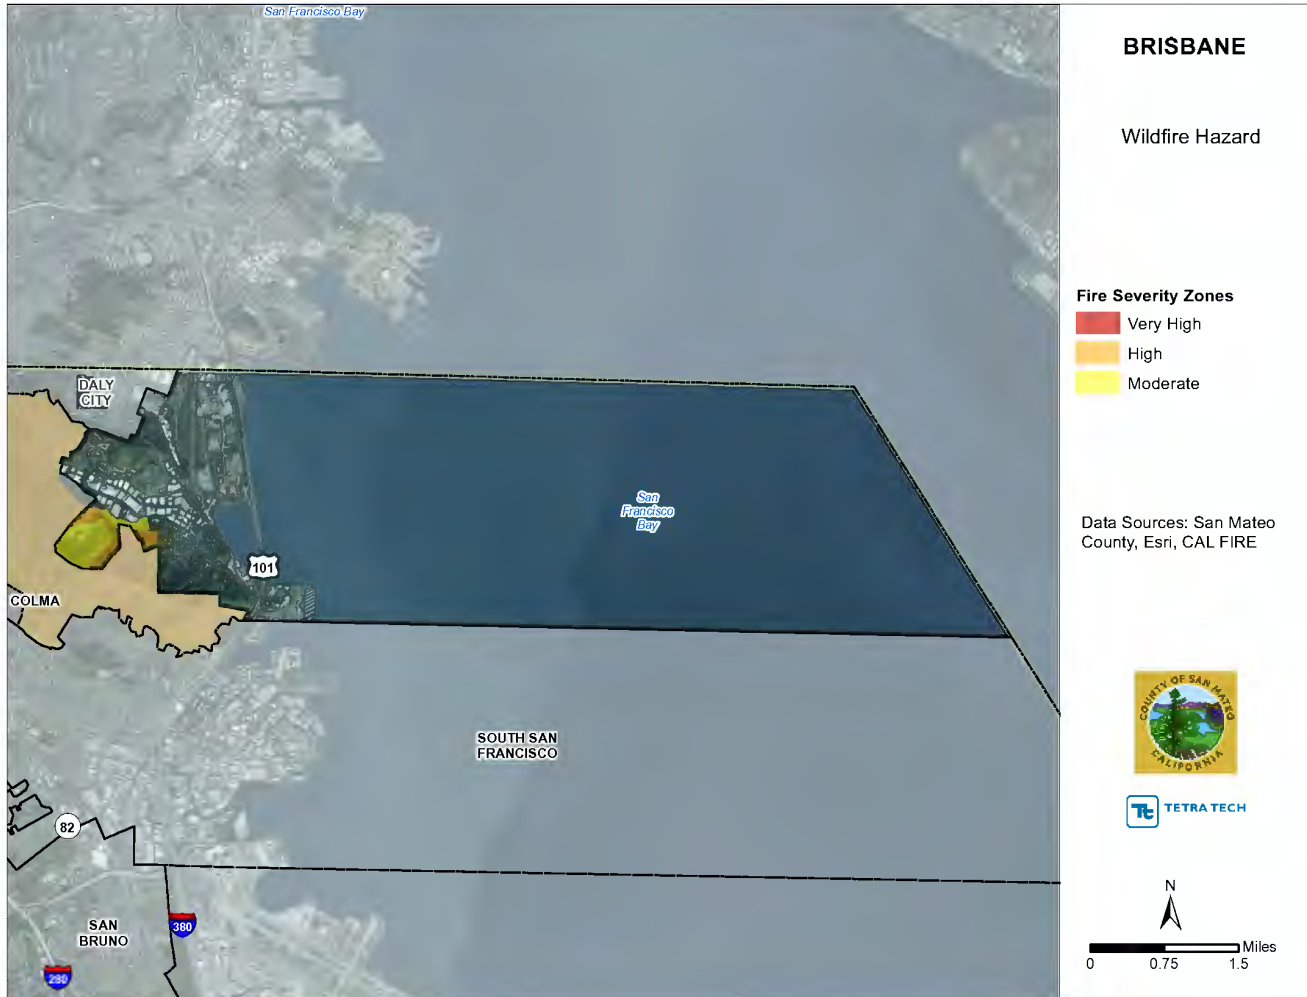 San Francisco Bay
BRISBANE
Wildfire Hazard
Fire Severity Zones
Very High
High
Moderate
DALY
CITY
San
Francisco
Bay
Data Sources: San Mateo
County, Esri, CAL FIRE
101
COLMA
COUNTY OF SAN MATEO
CALIFORNIA
SOUTH SAN
FRANCISCO
Tt TETRA TECH
82
N
SAN
BRUNO
380
280
Miles
0 0.75 1.5